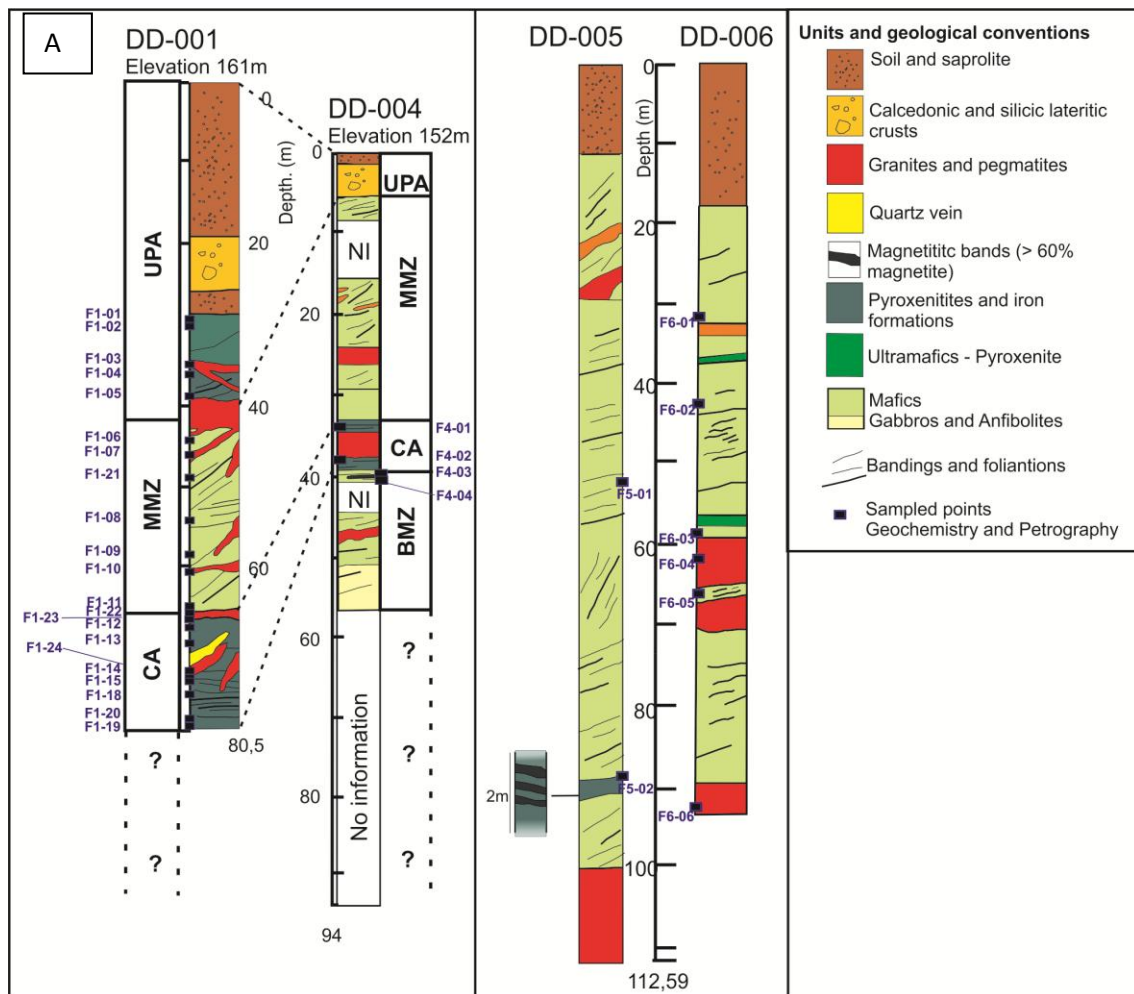 A
DD-001
Elevation 161m
0
20
40
60
80,5
Depth. (m)
UPA
MMZ
CA
?
?
F1-01
F1-02
F1-03
F1-04
F1-05
F1-06
F1-07
F1-21
F1-08
F1-09
F1-10
F1-11
F1-22
F1-23
F1-12
F1-13
F1-24
F1-14
F1-15
F1-18
F1-20
F1-19
DD-004
Elevation 152m
0
20
40
60
80
94
NI
NI
No information
UPA
MMZ
CA
BMZ
?
?
?
F4-01
F4-02
F4-03
F4-04
DD-005
DD-006
Depth (m)
0
20
40
60
80
100
112,59
F5-01
F5-02
2m
F6-01
F6-02
F6-03
F6-04
F6-05
F6-06
Units and geological conventions
Soil and saprolite
Calcedonic and silicic lateritic
crusts
Granites and pegmatites
Quartz vein
Magnetititc bands (> 60%
magnetite)
Pyroxenitites and iron
formations
Ultramafics - Pyroxenite
Mafics
Gabbros and Anfibolites
Bandings and foliantions
Sampled points
Geochemistry and Petrography